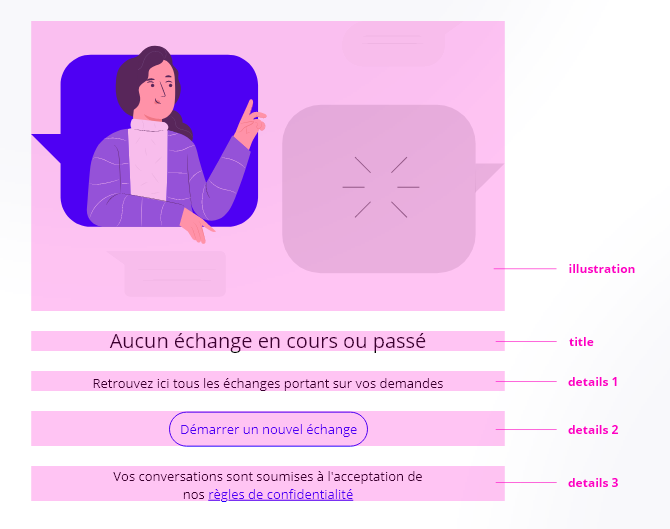 illustration
Aucun échange en cours ou passé
title
Retrouvez ici tous les échanges portant sur vos demandes
details 1
Démarrer un nouvel échange
details 2
Vos conversations sont soumises à l'acceptation de
nos règles de confidentialité
details 3